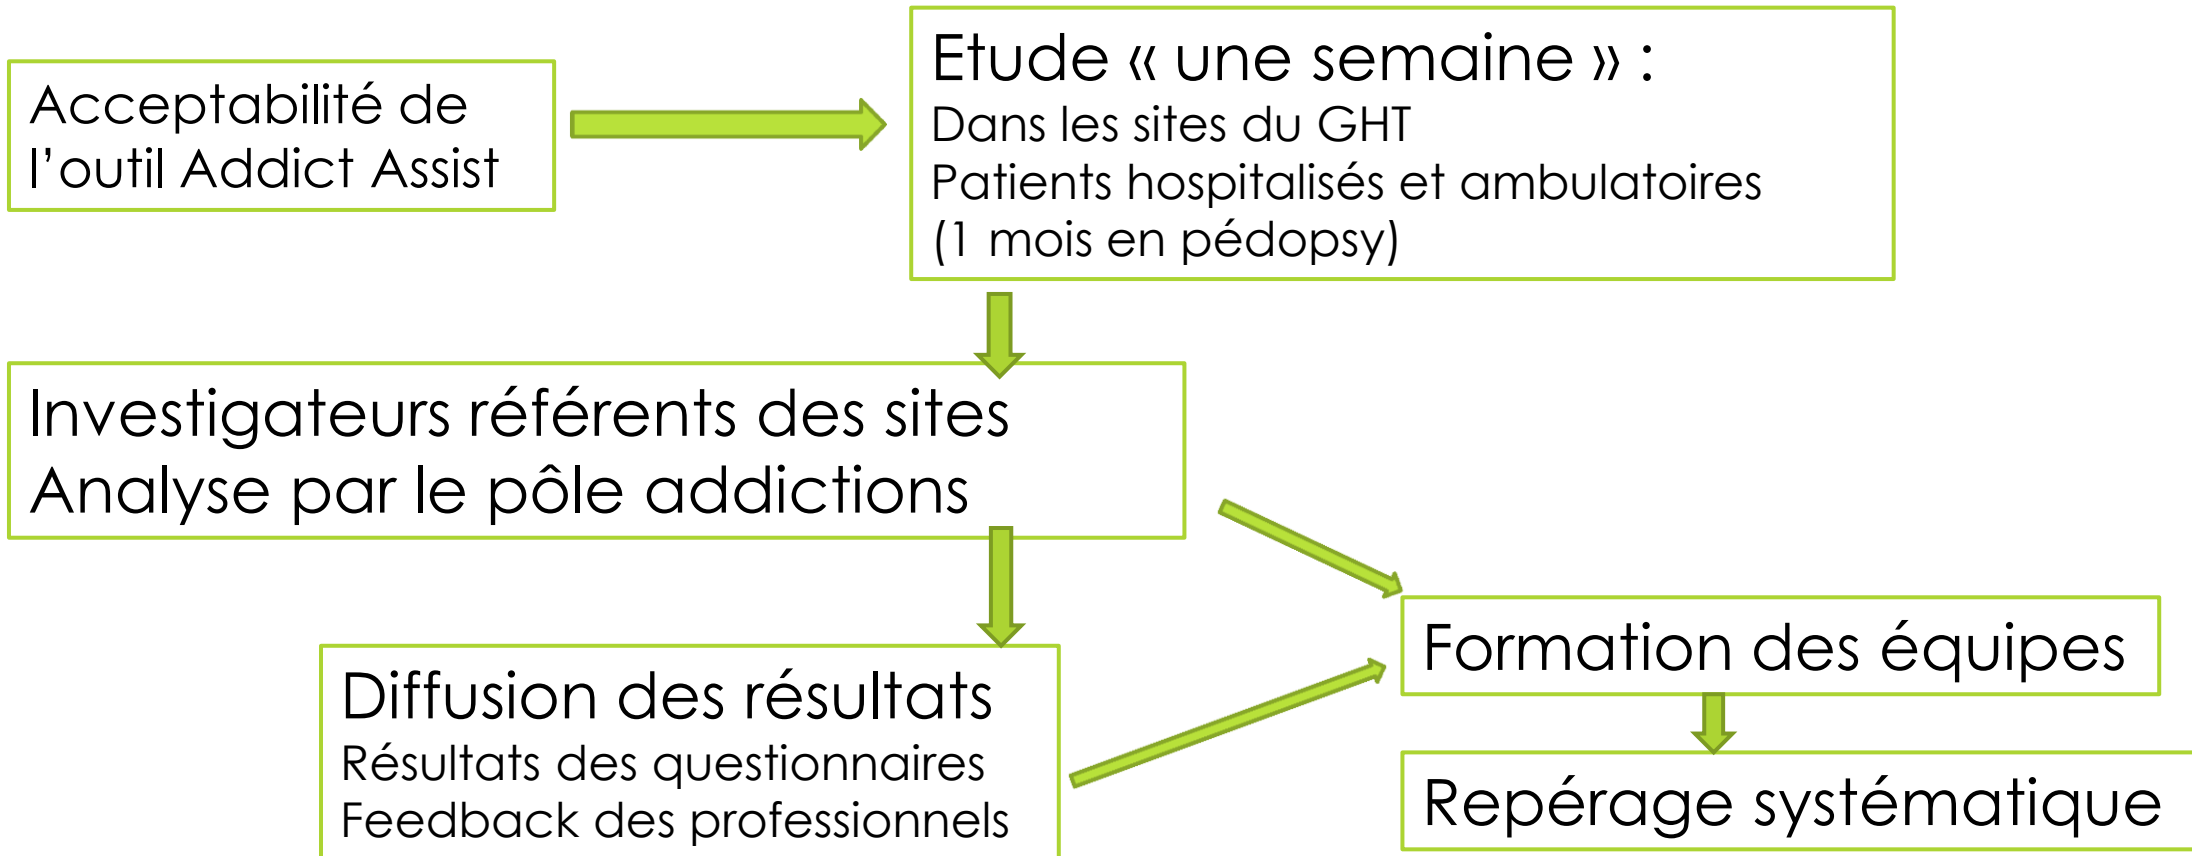 Acceptabilité de
l’outil Addict Assist
Etude « une semaine » :
Dans les sites du GHT
Patients hospitalisés et ambulatoires
(1 mois en pédopsy)
Investigateurs référents des sites
Analyse par le pôle addictions
Diffusion des résultats
Résultats des questionnaires
Feedback des professionnels
Formation des équipes
Repérage systématique